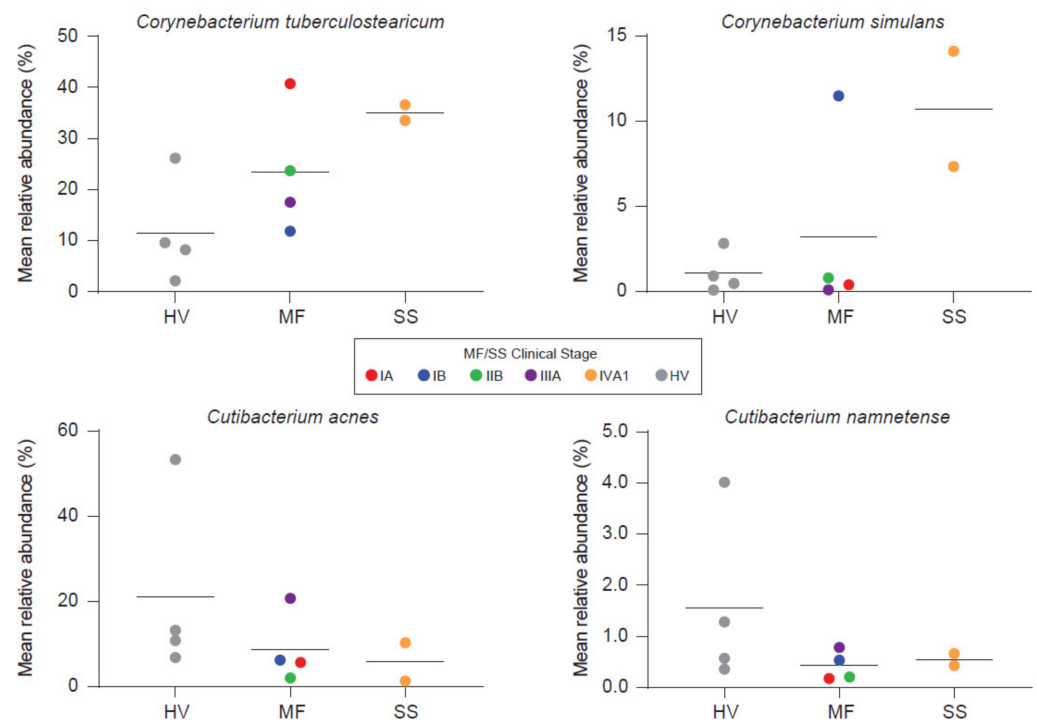 Corynebacterium tuberculostearicum
Mean relative abundance (%)
50
40
30
20
10
0
HV MF SS
Corynebacterium simulans
Mean relative abundance (%)
15
10
5
0
HV MF SS
MF/SS Clinical Stage
IA IB IIB IIIA IVA1 HV
Cutibacterium acnes
Mean relative abundance (%)
60
40
20
0
HV MF SS
Cutibacterium namnetense
Mean relative abundance (%)
5.0
4.0
3.0
2.0
1.0
0.0
HV MF SS